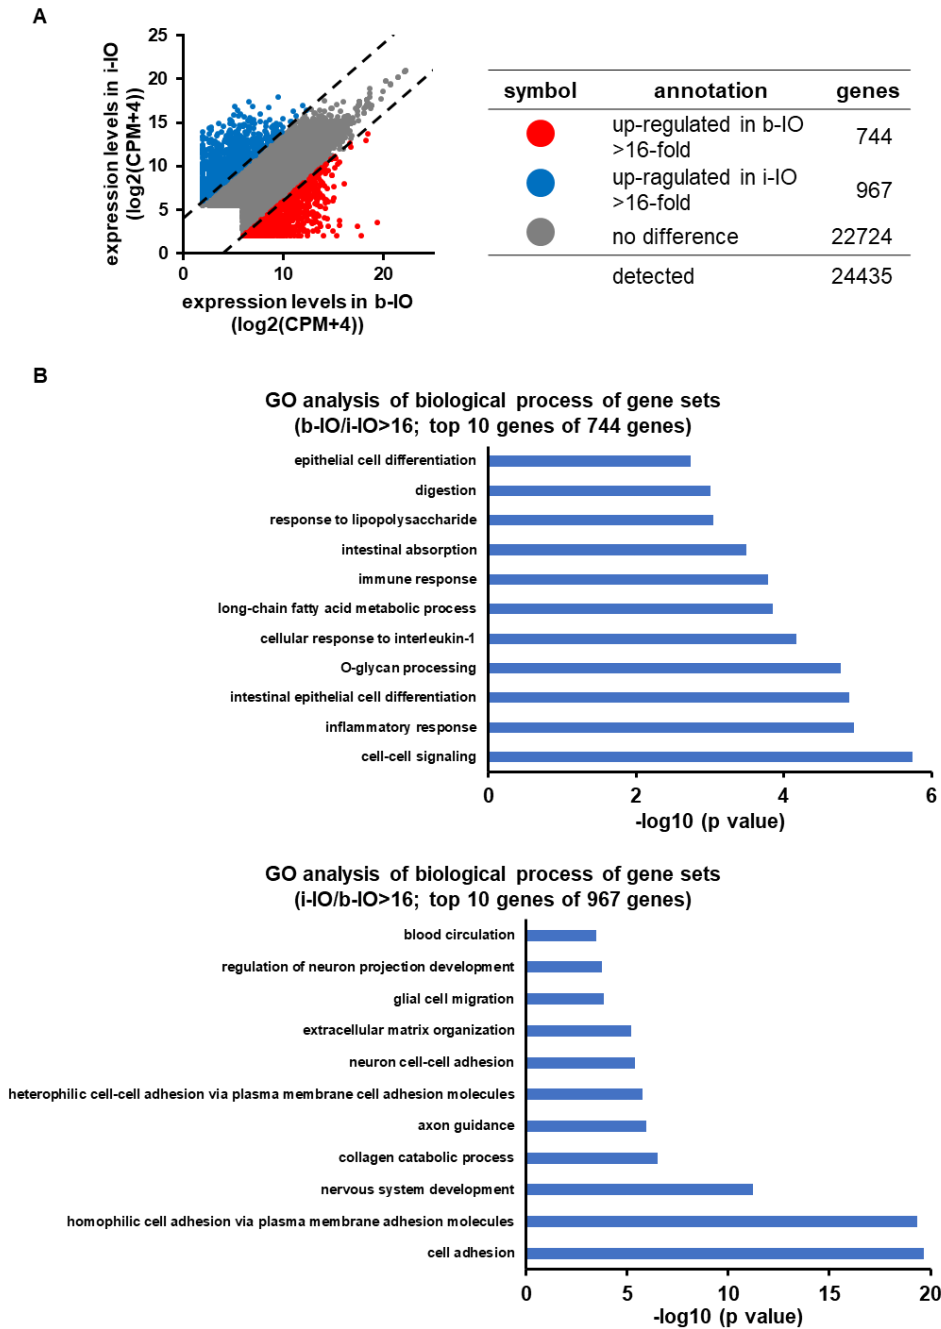 A
expression levels in i-IO
(log2(CPM+4))
25
20
15
10
5
0
0 10 20
expression levels in b-IO
(log2(CPM+4))
symbol annotation genes
up-regulated in b-IO
>16-fold
744
up-ragulated in i-IO
>16-fold
967
no difference 22724
detected 24435
B
GO analysis of biological process of gene sets
(b-IO/i-IO>16; top 10 genes of 744 genes)
epithelial cell differentiation
digestion
response to lipopolysaccharide
intestinal absorption
immune response
long-chain fatty acid metabolic process
cellular response to interleukin-1
O-glycan processing
intestinal epithelial cell differentiation
inflammatory response
cell-cell signaling
0 2 4 6
-log10 (p value)
GO analysis of biological process of gene sets
(i-IO/b-IO>16; top 10 genes of 967 genes)
blood circulation
regulation of neuron projection development
glial cell migration
extracellular matrix organization
neuron cell-cell adhesion
heterophilic cell-cell adhesion via plasma membrane cell adhesion molecules
axon guidance
collagen catabolic process
nervous system development
homophilic cell adhesion via plasma membrane adhesion molecules
cell adhesion
0 5 10 15 20
-log10 (p value)